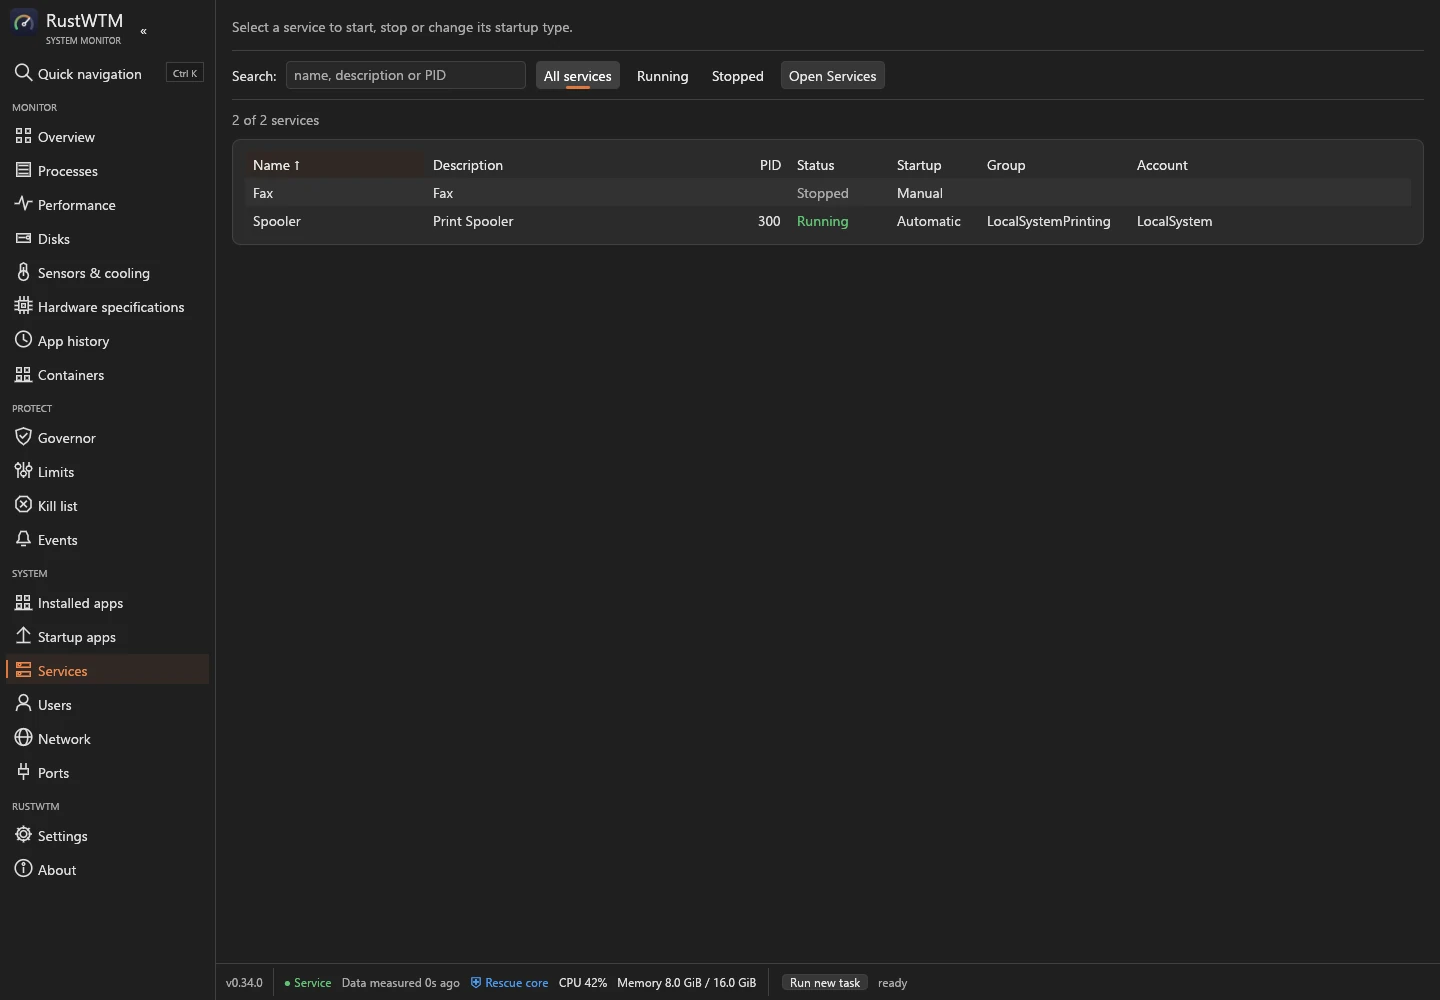 RustWTM
SYSTEM MONITOR
«
Quick navigation Ctrl K
MONITOR
Overview
Processes
Performance
Disks
Sensors & cooling
Hardware specifications
App history
Containers
PROTECT
Governor
Limits
Kill list
Events
SYSTEM
Installed apps
Startup apps
Services
Users
Network
Ports
RUSTWTM
Settings
About
Select a service to start, stop or change its startup type.
Search: name, description or PID All services Running Stopped Open Services
2 of 2 services
Name ↑ Description PID Status Startup Group Account
Fax Fax Stopped Manual
Spooler Print Spooler 300 Running Automatic LocalSystemPrinting LocalSystem
v0.34.0 Service Data measured 0s ago Rescue core CPU 42% Memory 8.0 GiB / 16.0 GiB Run new task ready